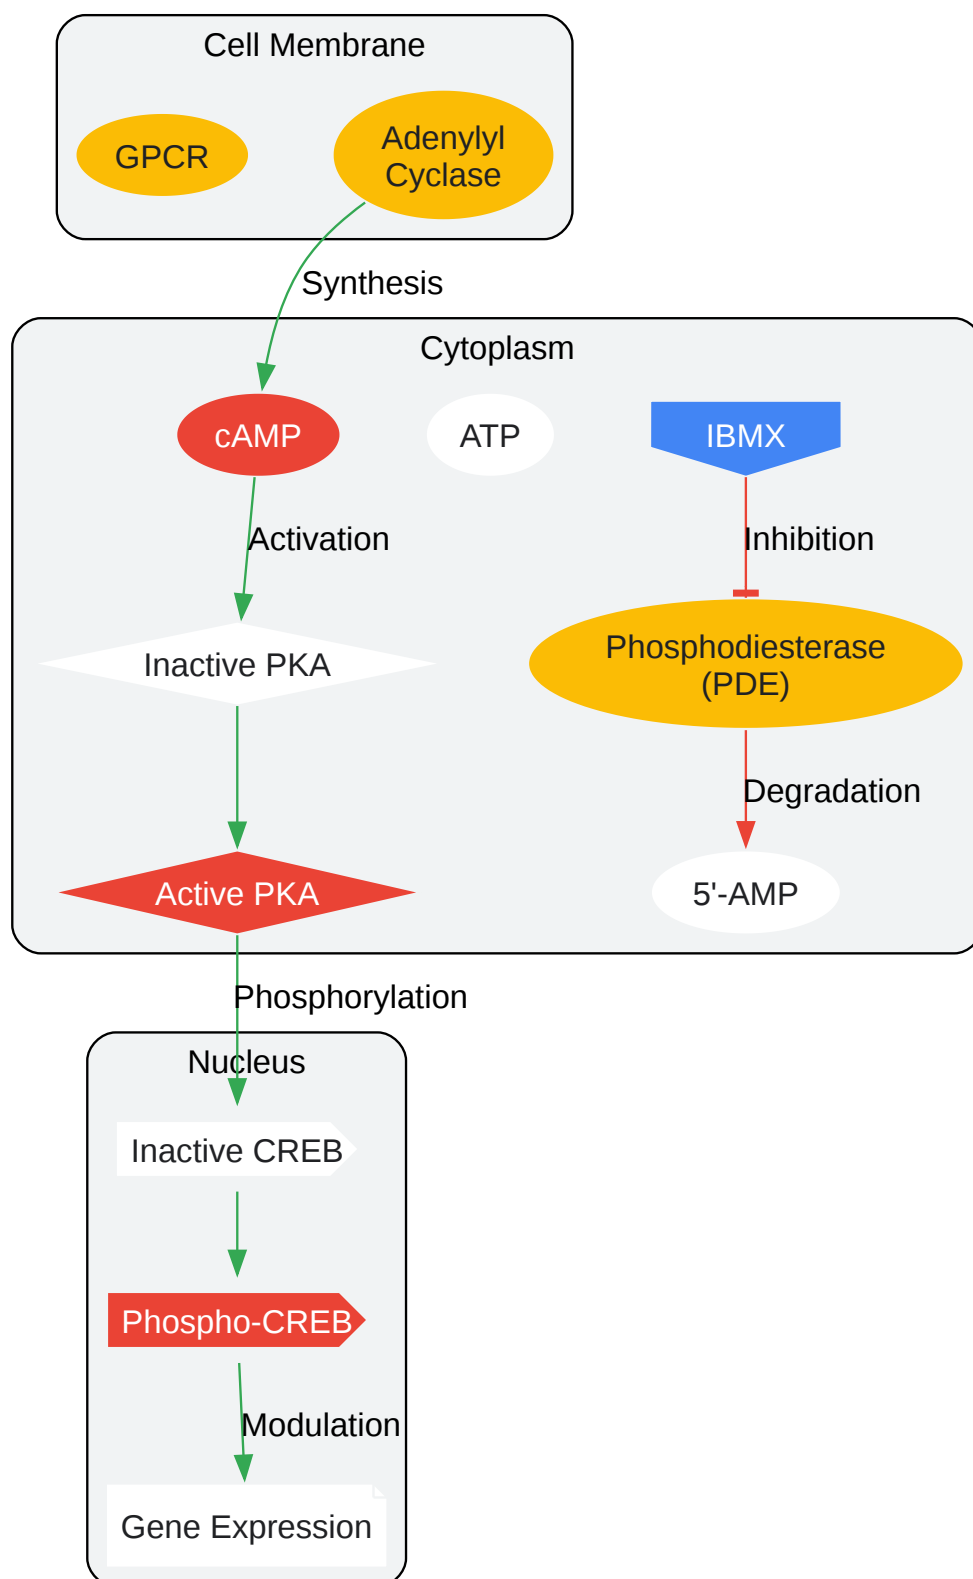 Cell Membrane
GPCR
Adenylyl
Cyclase
Synthesis
Cytoplasm
cAMP
ATP
IBMX
Activation
Inhibition
Inactive PKA
Phosphodiesterase
(PDE)
Degradation
Active PKA
5'-AMP
Phosphorylation
Nucleus
Inactive CREB
Phospho-CREB
Modulation
Gene Expression